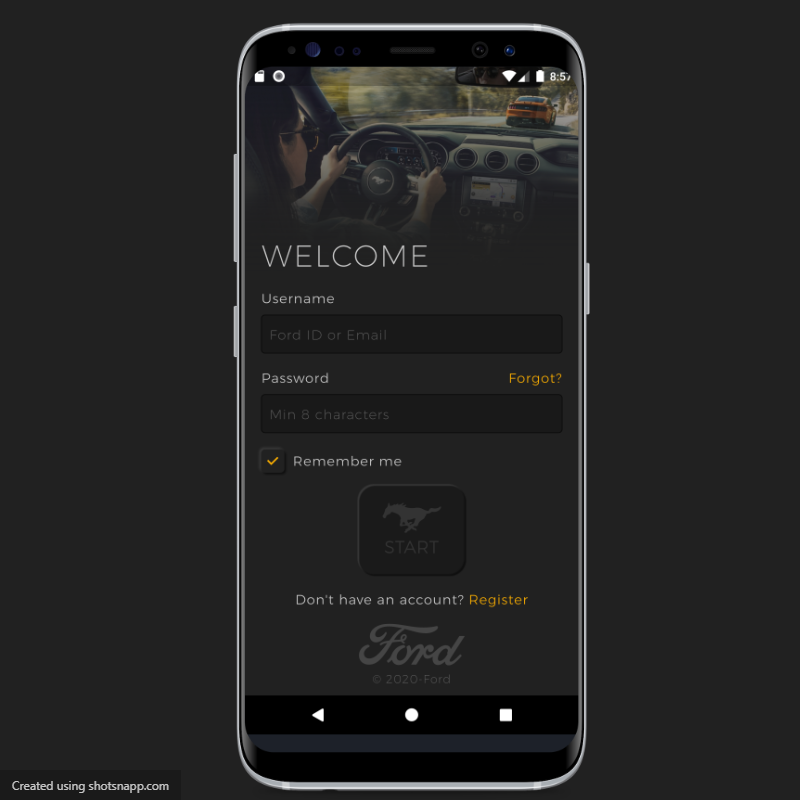 8:57
WELCOME
Username
Ford ID or Email
Password Forgot?
Min 8 characters
Remember me
START
Don't have an account? Register
Ford
© 2020-Ford
Created using shotsnapp.com